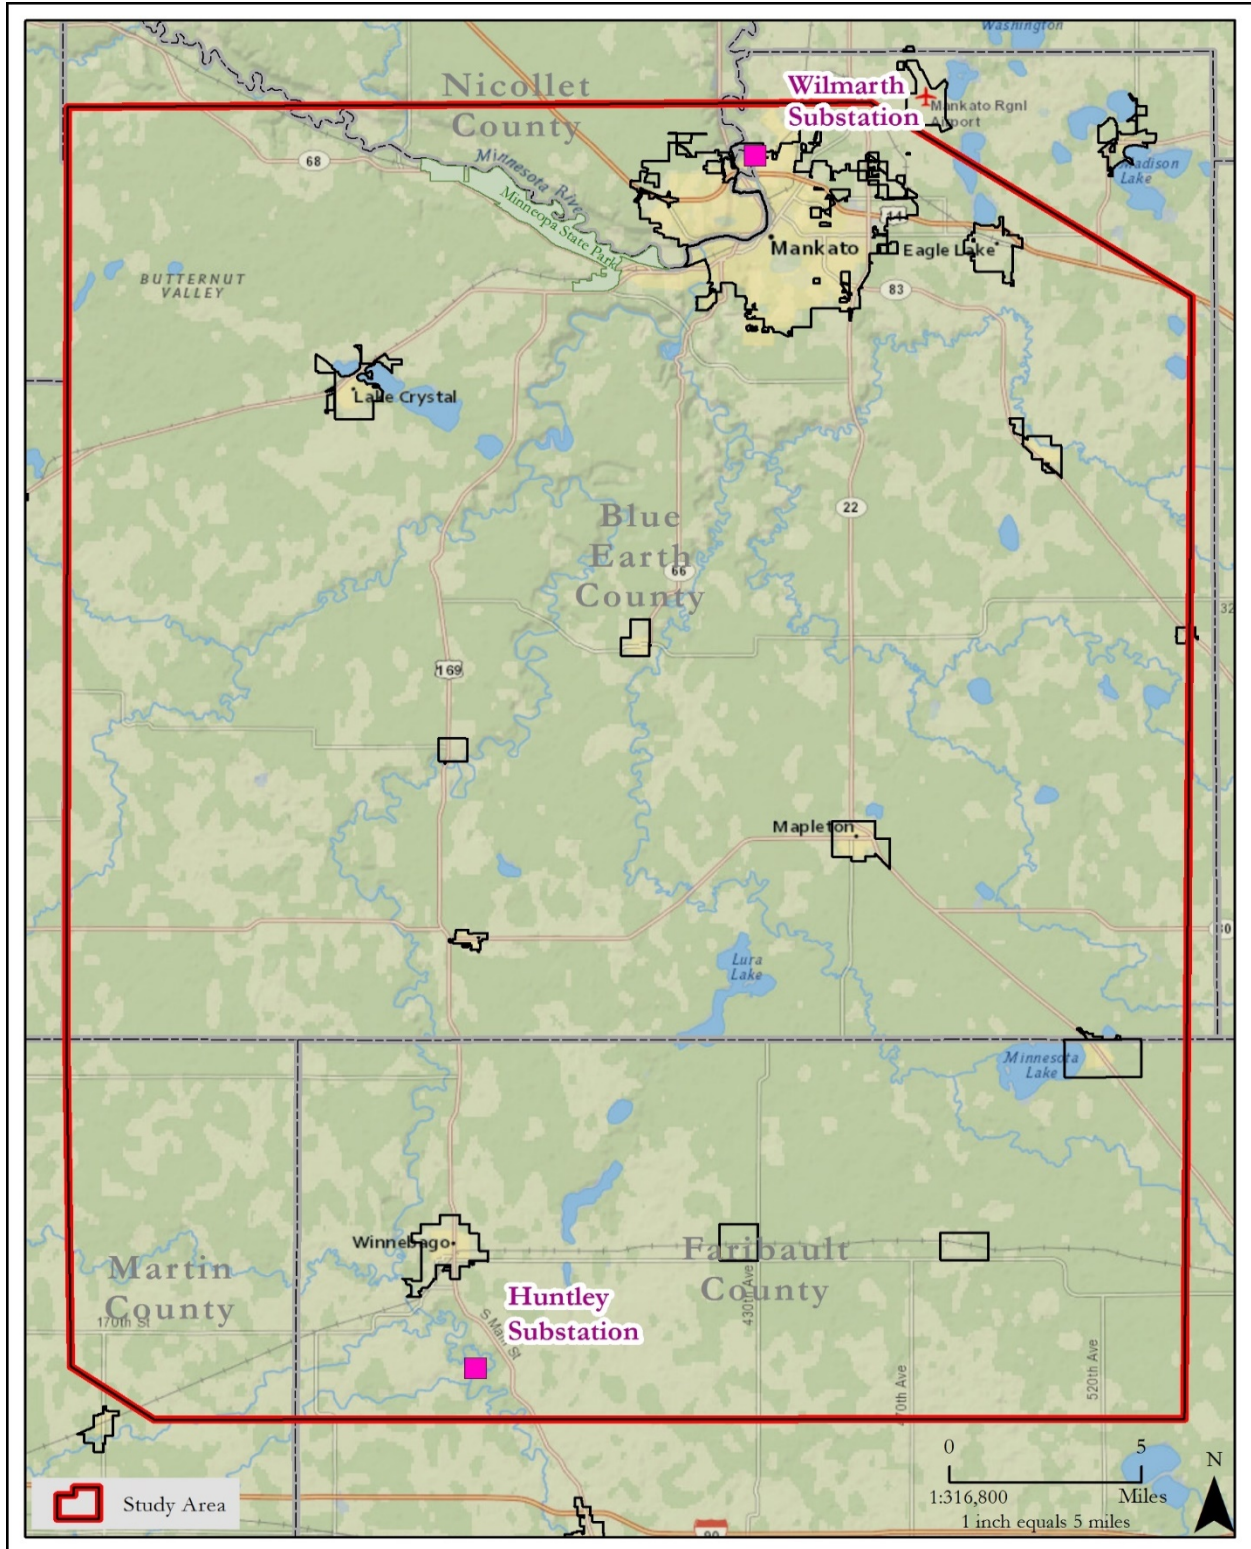 Washington
Nicollet
County
Wilmarth
Substation
Mankato Rgnl
Airport
68
Minnesota River
Minneopa State Park
Madison
Lake
Mankato
Eagle Lake
BUTTERNUT
VALLEY
83
Lake Crystal
22
Blue
Earth
County
66
169
Mapleton
Lura
Lake
30
Minnesota
Lake
Winnebago
Faribault
County
Martin
County
170th St
Huntley
Substation
S Main St
430th Ave
470th Ave
520th Ave
0 5
1:316,800 Miles
1 inch equals 5 miles
N
Study Area
90